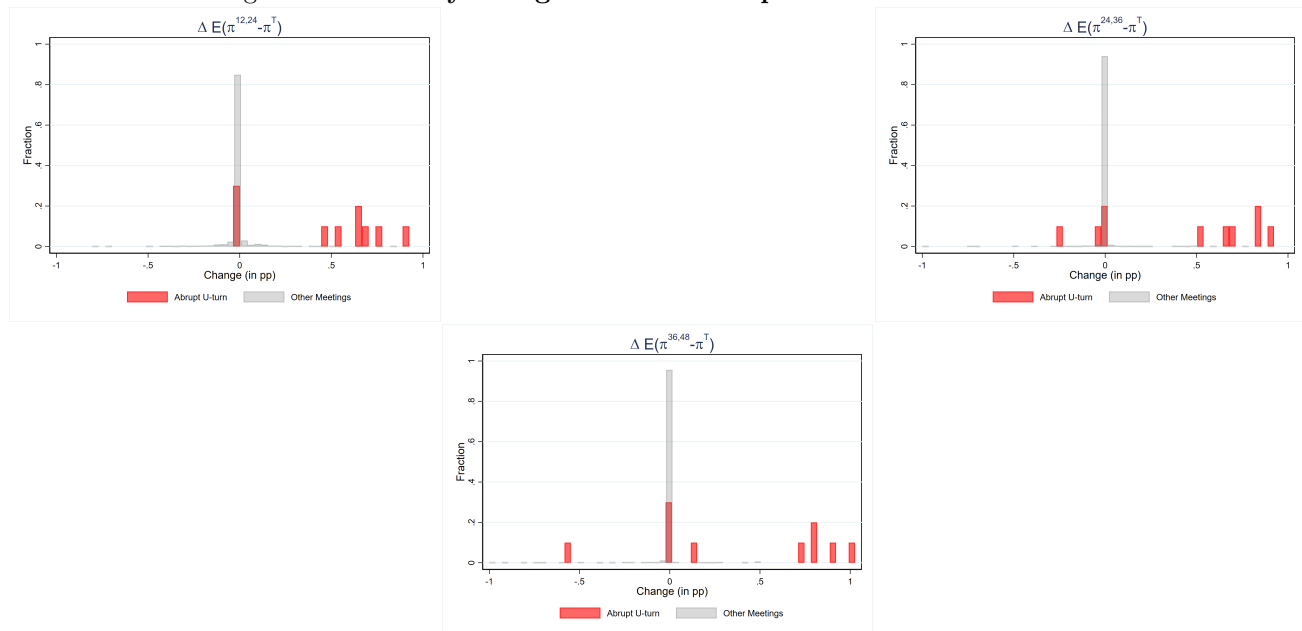 Δ E(π^12,24-π^T)
1
.8
.6
.4
.2
0
Fraction
-1 -.5 0 .5 1
Change (in pp)
Abrupt U-turn Other Meetings
Δ E(π^24,36-π^T)
1
.8
.6
.4
.2
0
Fraction
-1 -.5 0 .5 1
Change (in pp)
Abrupt U-turn Other Meetings
Δ E(π^36,48-π^T)
1
.8
.6
.4
.2
0
Fraction
-1 -.5 0 .5 1
Change (in pp)
Abrupt U-turn Other Meetings